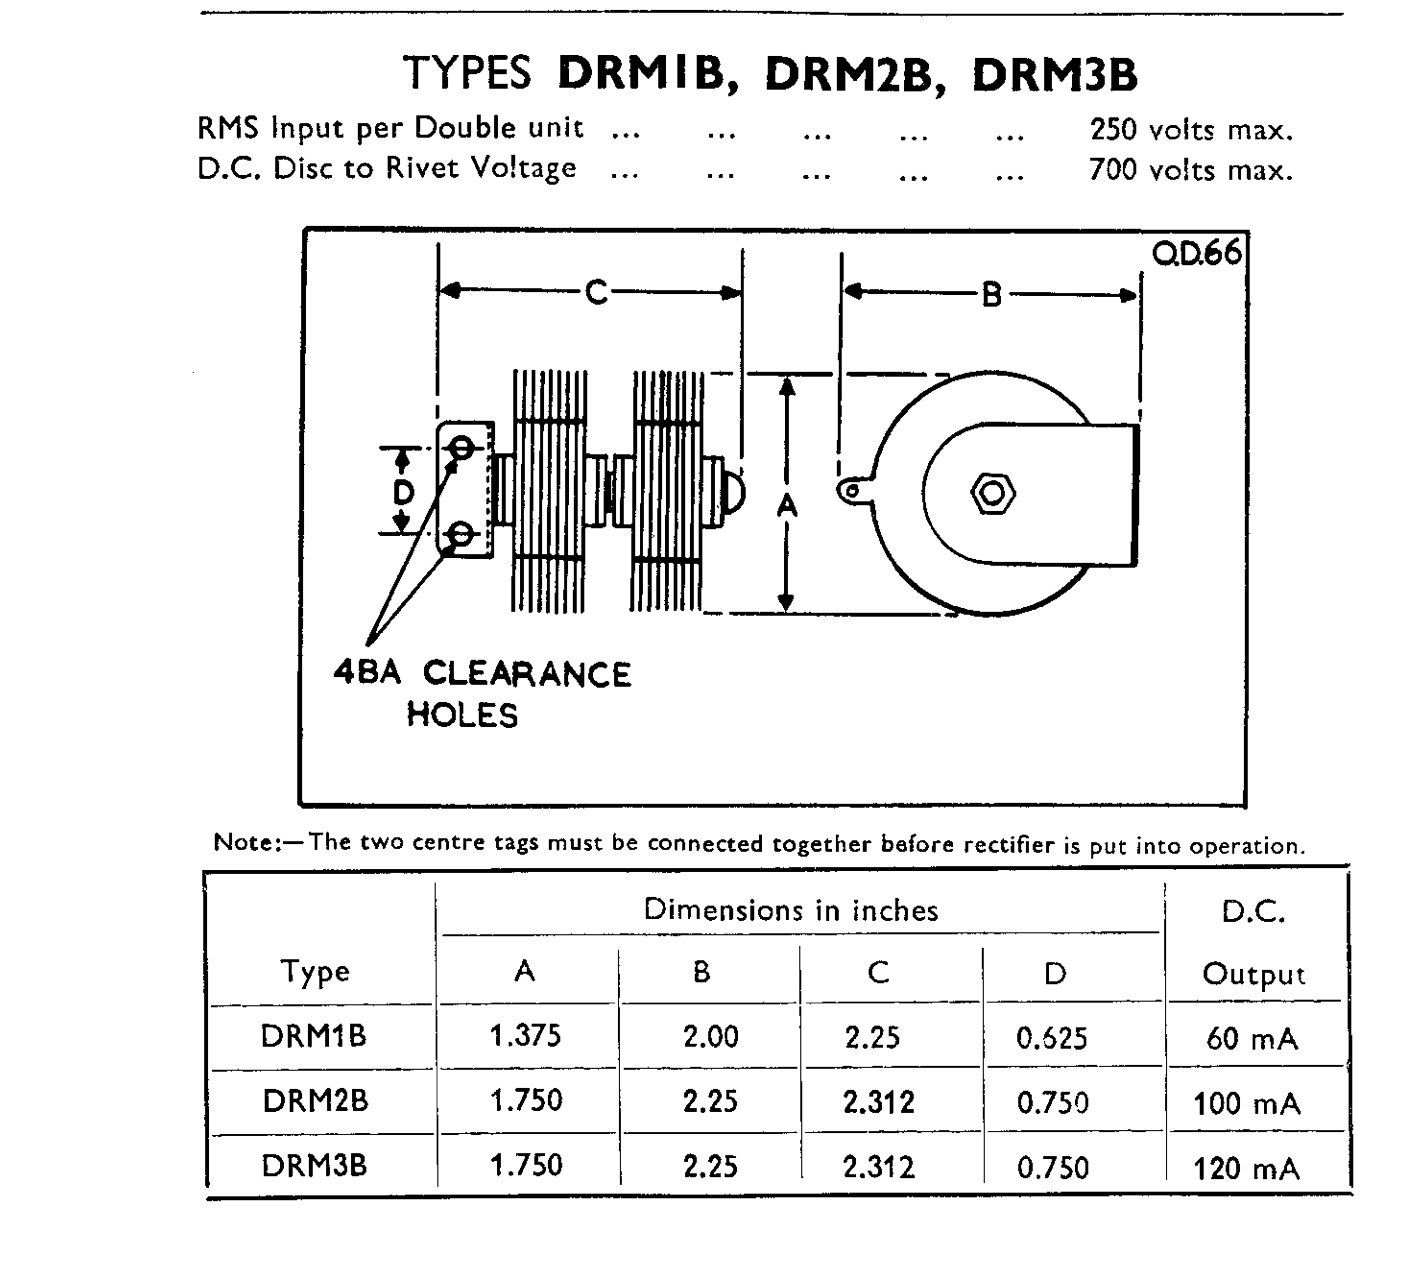 TYPES DRM1B, DRM2B, DRM3B
RMS Input per Double unit ... ... ... ... ... 250 volts max.
D.C. Disc to Rivet Voltage ... ... ... ... ... 700 volts max.
O.D.66
C
B
D
A
4BA CLEARANCE
HOLES
Note:—The two centre tags must be connected together before rectifier is put into operation.
Dimensions in inches D.C.
Type A B C D Output
DRM1B 1.375 2.00 2.25 0.625 60 mA
DRM2B 1.750 2.25 2.312 0.750 100 mA
DRM3B 1.750 2.25 2.312 0.750 120 mA